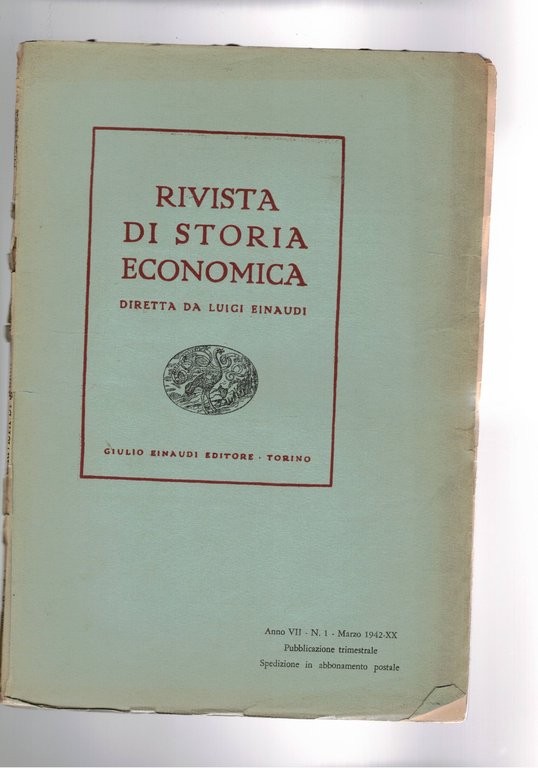 RIVISTA
DI STORIA
ECONOMICA
DIRETTA DA LUIGI EINAUDI
GIULIO EINAUDI EDITORE · TORINO
Anno VII - N. 1 - Marzo 1942-XX
Pubblicazione trimestrale
Spedizione in abbonamento postale